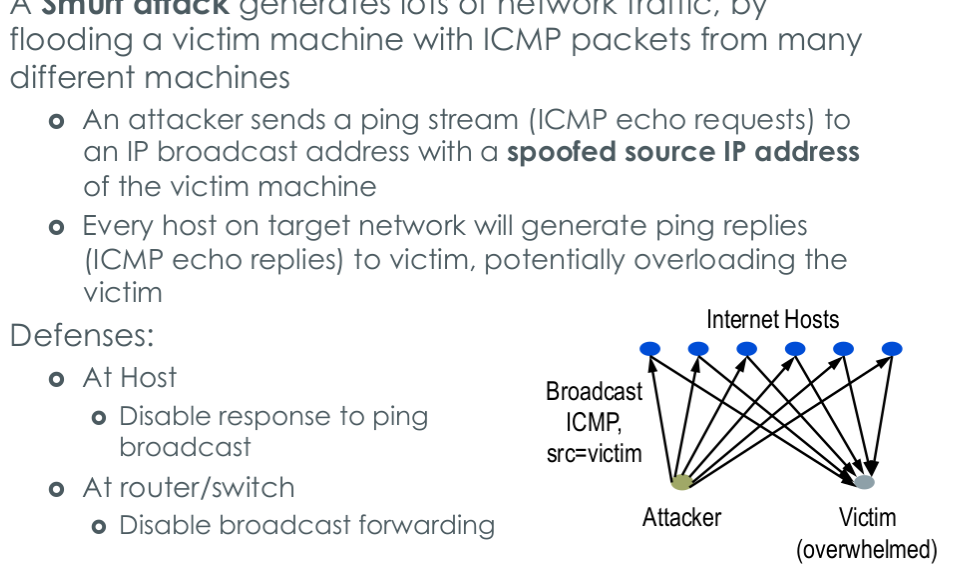 A Smurf attack generates lots of network traffic, by
flooding a victim machine with ICMP packets from many
different machines
An attacker sends a ping stream (ICMP echo requests) to
an IP broadcast address with a spoofed source IP address
of the victim machine
Every host on target network will generate ping replies
(ICMP echo replies) to victim, potentially overloading the
victim
Defenses:
At Host
Disable response to ping
broadcast
At router/switch
Disable broadcast forwarding
Internet Hosts
Broadcast
ICMP,
src=victim
Attacker
Victim
(overwhelmed)